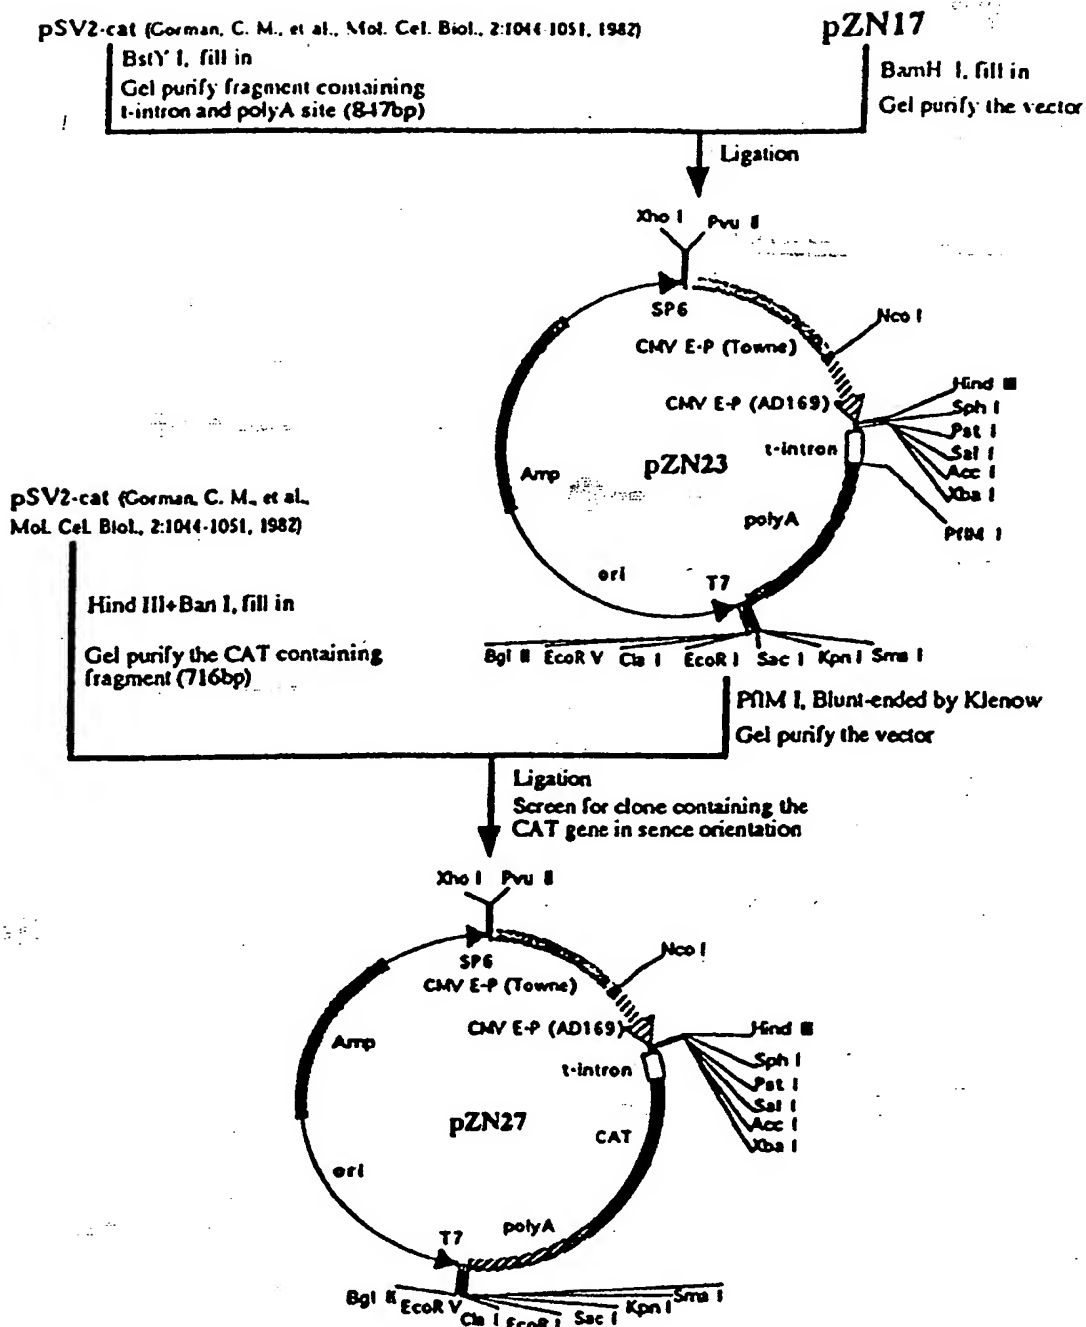 pSV2-cat (Gorman, C. M., et al., Mol. Cel. Biol., 2:1044-1051, 1982)
pZN17
BstY I, fill in
Gel purify fragment containing
t-intron and polyA site (847bp)
BamH I, fill in
Gel purify the vector
Ligation
Xho I Pvu II
SP6
Nco I
CMV E-P (Towne)
CMV E-P (AD169)
Hind III
Sph I
Pst I
Sal I
Acc I
Xba I
PflM I
t-intron
pZN23
Amp
polyA
ori
T7
Bgl II EcoR V Cla I EcoR I Sac I Kpn I Sma I
pSV2-cat (Gorman, C. M., et al.,
Mol. Cel. Biol., 2:1044-1051, 1982)
Hind III+Ban I, fill in
Gel purify the CAT containing
fragment (716bp)
PflM I, Blunt-ended by Klenow
Gel purify the vector
Ligation
Screen for clone containing the
CAT gene in sence orientation
Xho I Pvu II
SP6
Nco I
CMV E-P (Towne)
CMV E-P (AD169)
Hind III
Sph I
Pst I
Sal I
Acc I
Xba I
t-intron
Amp
pZN27
CAT
ori
polyA
T7
Bgl II EcoR V Cla I EcoR I Sac I Kpn I Sma I